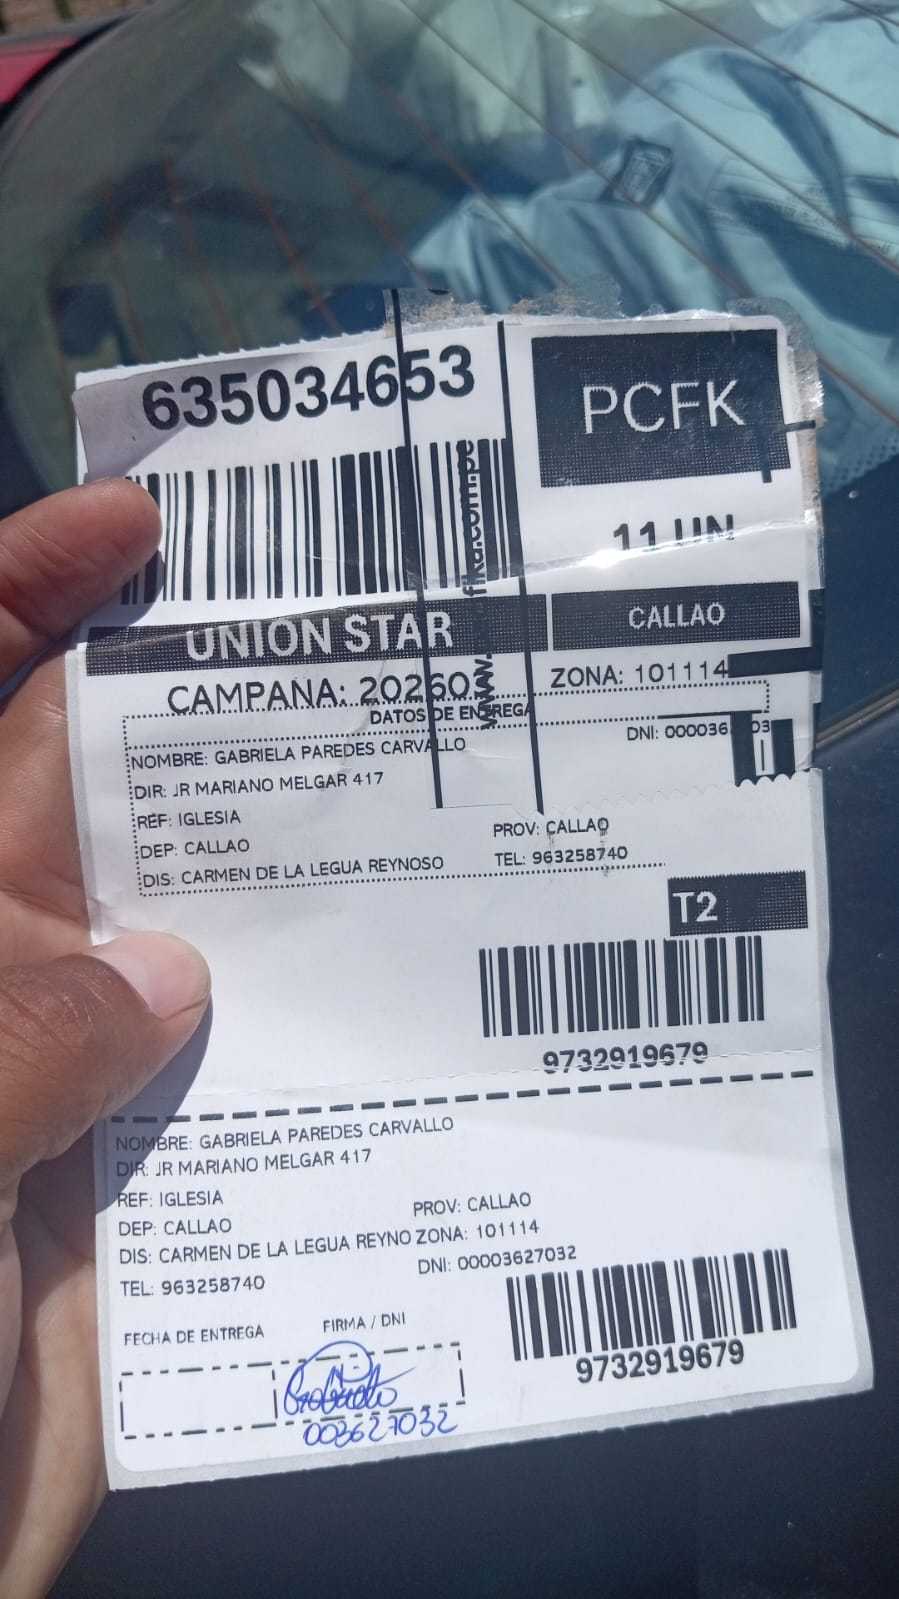 635034653
PCFK
11 UN
UNION STAR
CALLAO
CAMPANA: 20260
ZONA: 101114
DATOS DE ENTREGA
NOMBRE: GABRIELA PAREDES CARVALLO
DNI: 000036
DIR: JR MARIANO MELGAR 417
REF: IGLESIA
DEP: CALLAO
PROV: CALLAO
DIS: CARMEN DE LA LEGUA REYNOSO
TEL: 963258740
T2
9732919679
NOMBRE: GABRIELA PAREDES CARVALLO
DIR: JR MARIANO MELGAR 417
REF: IGLESIA
PROV: CALLAO
DEP: CALLAO
DIS: CARMEN DE LA LEGUA REYNO ZONA: 101114
TEL: 963258740
DNI: 00003627032
FECHA DE ENTREGA
FIRMA / DNI
003627032
9732919679